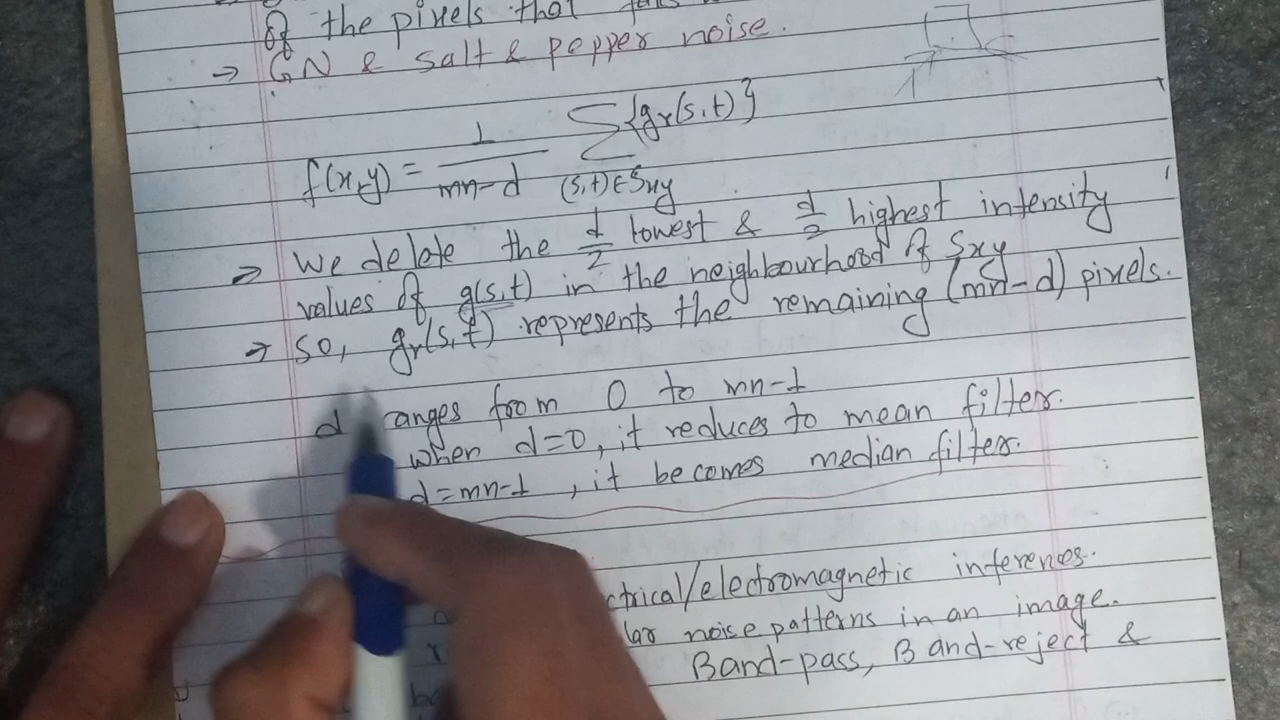 of the pixels that
→ GN & salt & pepper noise.
f(x,y) = 1/mn-d Σ{gr(s,t)}
(s,t)∈Sxy
→ We delete the d/2 lowest & d/2 highest intensity
values of g(s,t) in the neighbourhood of Sxy
→ So, gr(s,t) represents the remaining (mn-d) pixels.
d ranges from 0 to mn-1
when d=0, it reduces to mean filter.
d=mn-1, it becomes median filter.
ctrical/electromagnetic inferences.
lar noise patterns in an image.
Band-pass, Band-reject &